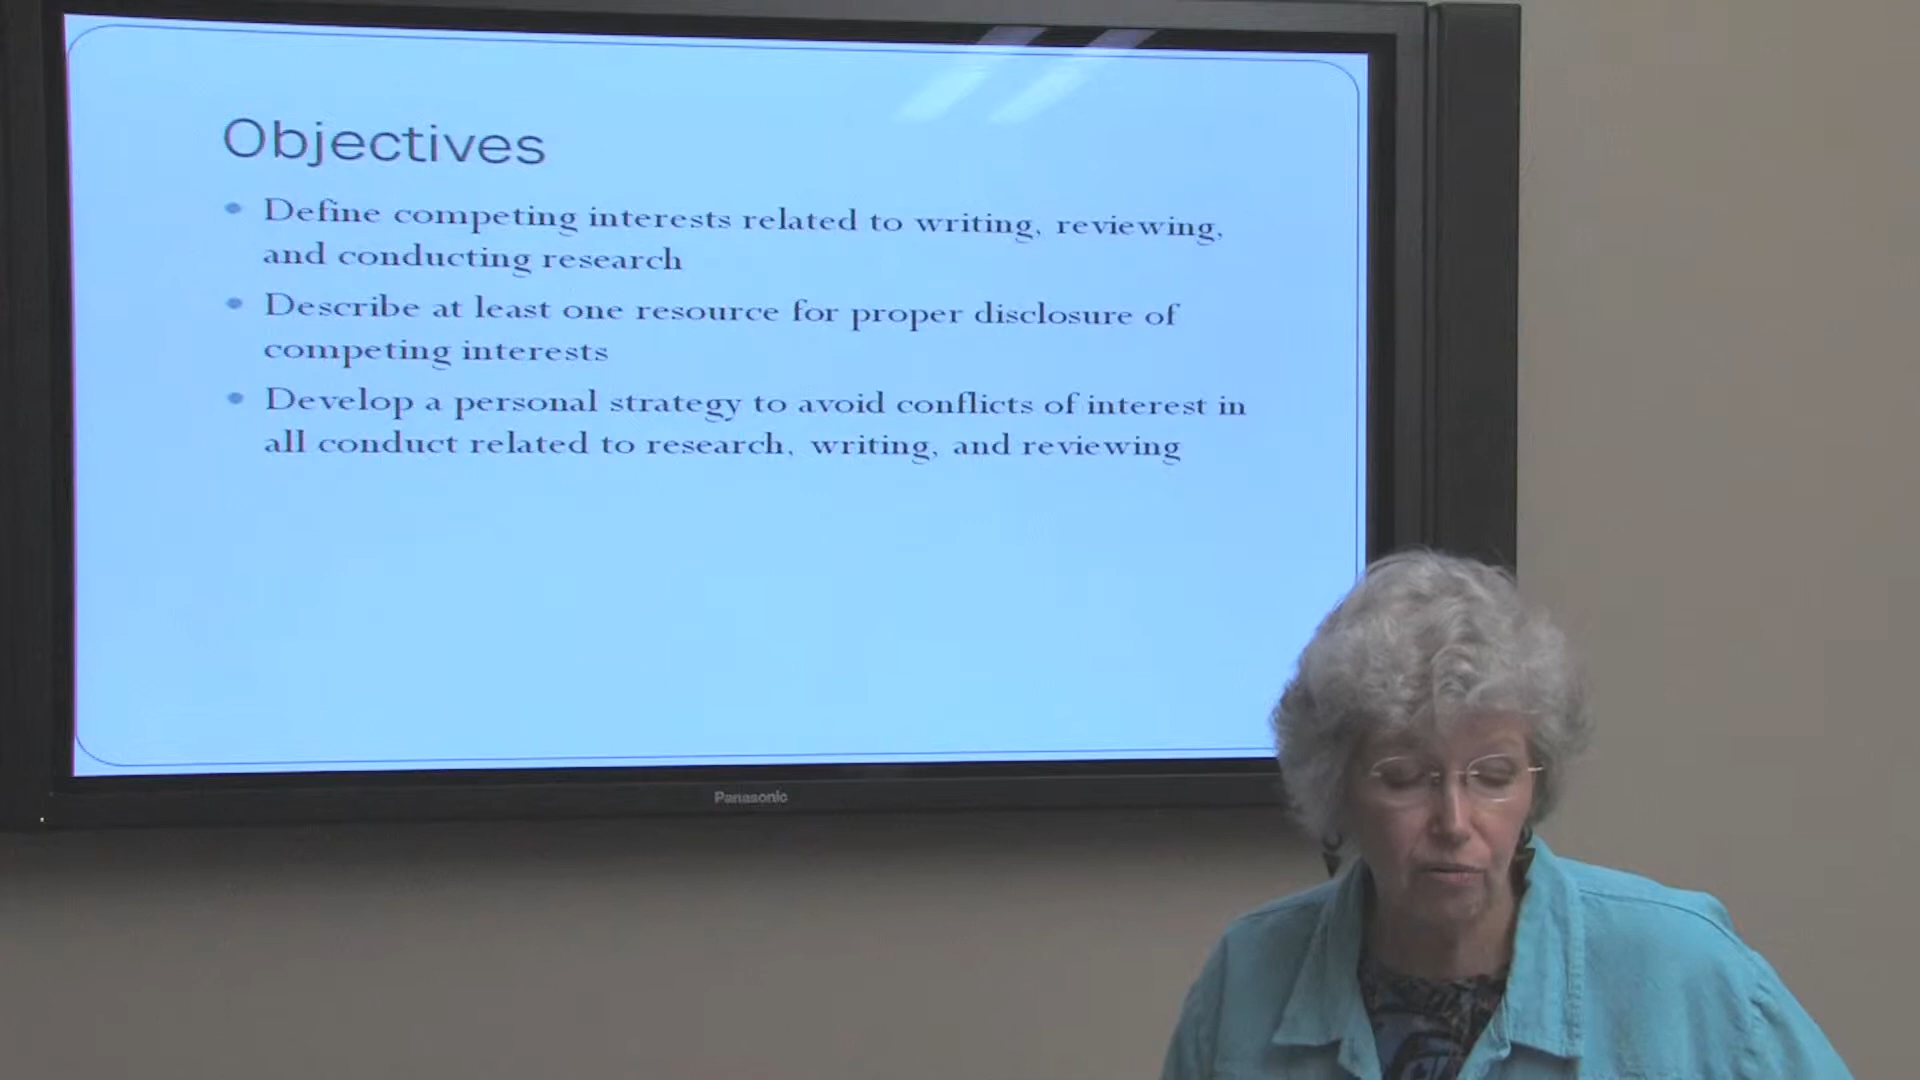 Objectives
• Define competing interests related to writing, reviewing,
and conducting research
• Describe at least one resource for proper disclosure of
competing interests
• Develop a personal strategy to avoid conflicts of interest in
all conduct related to research, writing, and reviewing
Panasonic